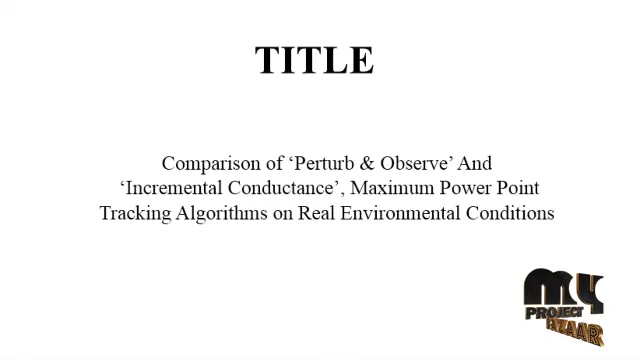 TITLE
Comparison of ‘Perturb & Observe’ And
‘Incremental Conductance’, Maximum Power Point
Tracking Algorithms on Real Environmental Conditions
my
PROJECT
BAZAAR